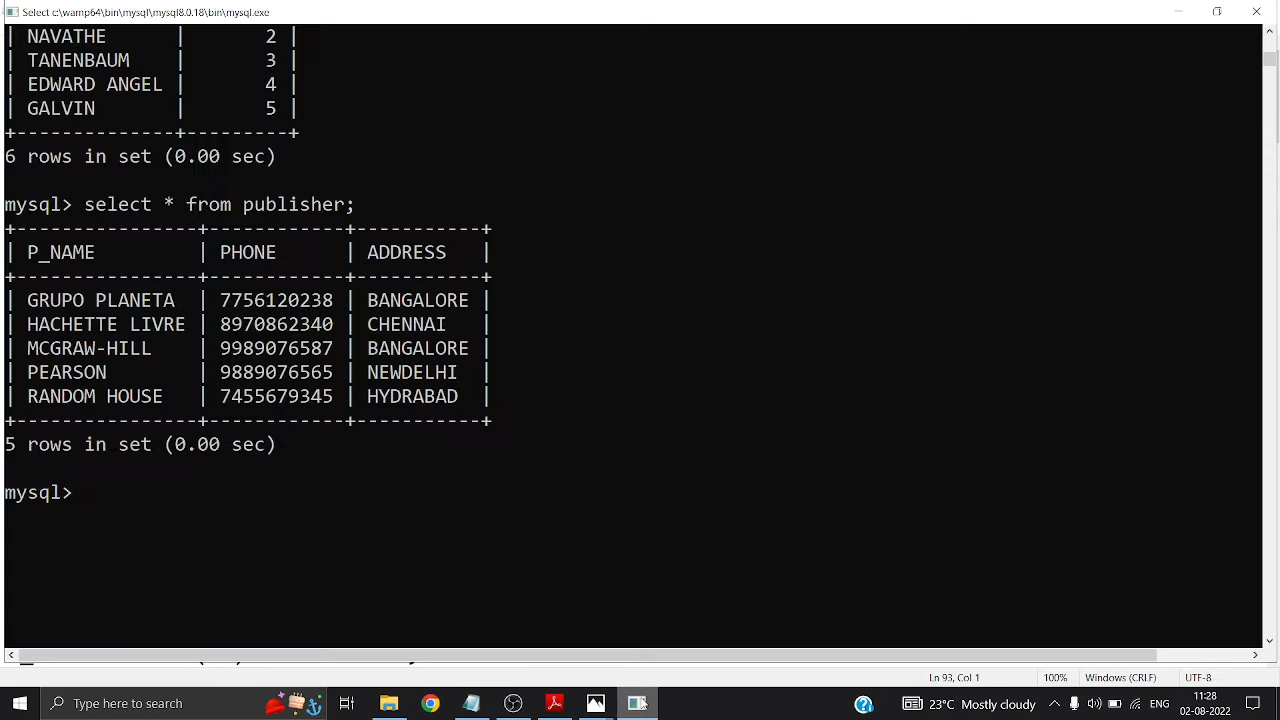 Select c:\wamp64\bin\mysql\mysql8.0.18\bin\mysql.exe
| NAVATHE      |       2 |
| TANENBAUM    |       3 |
| EDWARD ANGEL |       4 |
| GALVIN       |       5 |
+--------------+---------+
6 rows in set (0.00 sec)
mysql> select * from publisher;
+----------------+------------+-----------+
| P_NAME         | PHONE      | ADDRESS   |
+----------------+------------+-----------+
| GRUPO PLANETA  | 7756120238 | BANGALORE |
| HACHETTE LIVRE | 8970862340 | CHENNAI   |
| MCGRAW-HILL    | 9989076587 | BANGALORE |
| PEARSON        | 9889076565 | NEWDELHI  |
| RANDOM HOUSE   | 7455679345 | HYDRABAD  |
+----------------+------------+-----------+
5 rows in set (0.00 sec)
mysql>
Ln 93, Col 1 100% Windows (CRLF) UTF-8
Type here to search 23°C Mostly cloudy ENG 11:28
02-08-2022